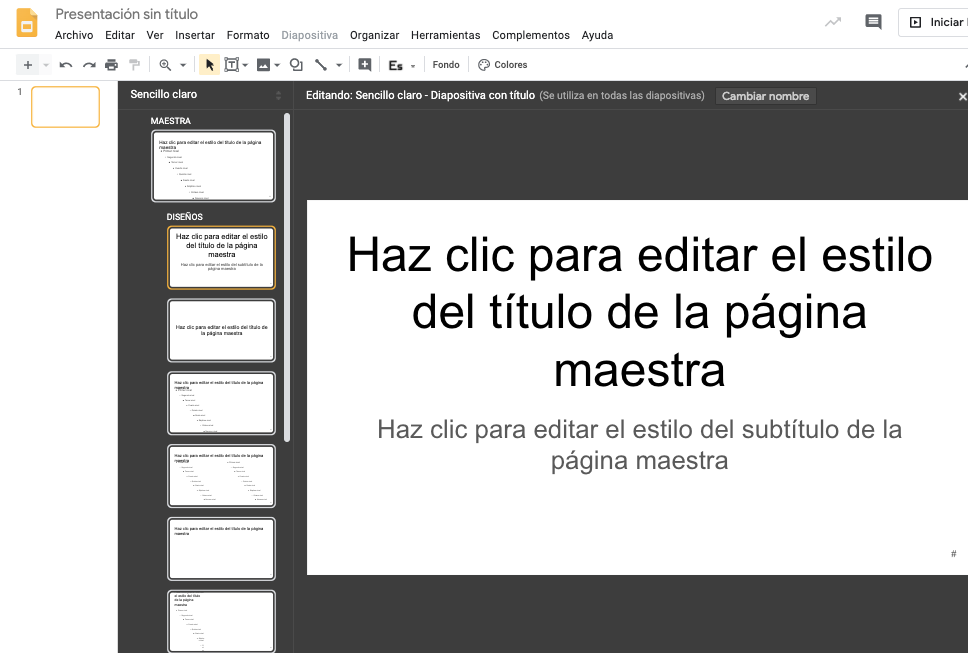 Presentación sin título
Archivo Editar Ver Insertar Formato Diapositiva Organizar Herramientas Complementos Ayuda
Iniciar
Es Fondo Colores
1
Sencillo claro
Editando: Sencillo claro - Diapositiva con título (Se utiliza en todas las diapositivas) Cambiar nombre
MAESTRA
Haz clic para editar el estilo del título de la página
maestra
DISEÑOS
Haz clic para editar el estilo
del título de la página
maestra
Haz clic para editar el estilo del subtítulo de la
página maestra
Haz clic para editar el estilo del título de
la página maestra
Haz clic para editar el estilo del título de la página
maestra
Haz clic para editar el estilo del título de la página
maestra
Haz clic para editar el estilo del título de la página
maestra
el estilo del título
de la página
maestra
Haz clic para editar el estilo
del título de la página
maestra
Haz clic para editar el estilo del subtítulo de la
página maestra
#